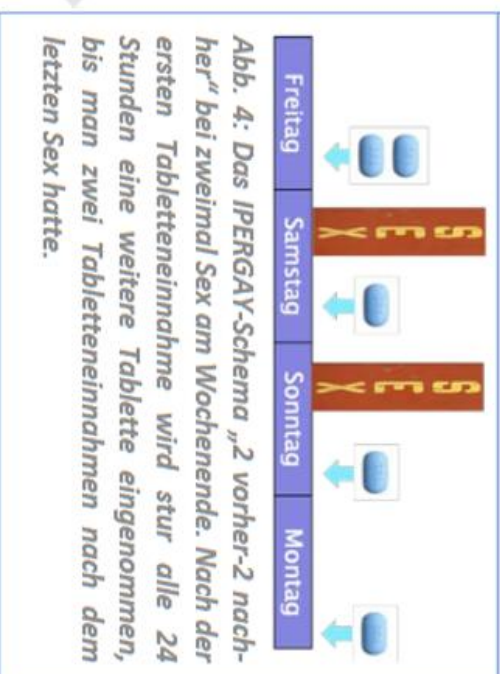 SEX SEX
Freitag Samstag Sonntag Montag
Abb. 4: Das IPERGAY-Schema „2 vorher-2 nach-
her“ bei zweimal Sex am Wochenende. Nach der
ersten Tabletteneinnahme wird stur alle 24
Stunden eine weitere Tablette eingenommen,
bis man zwei Tabletteneinnahmen nach dem
letzten Sex hatte.